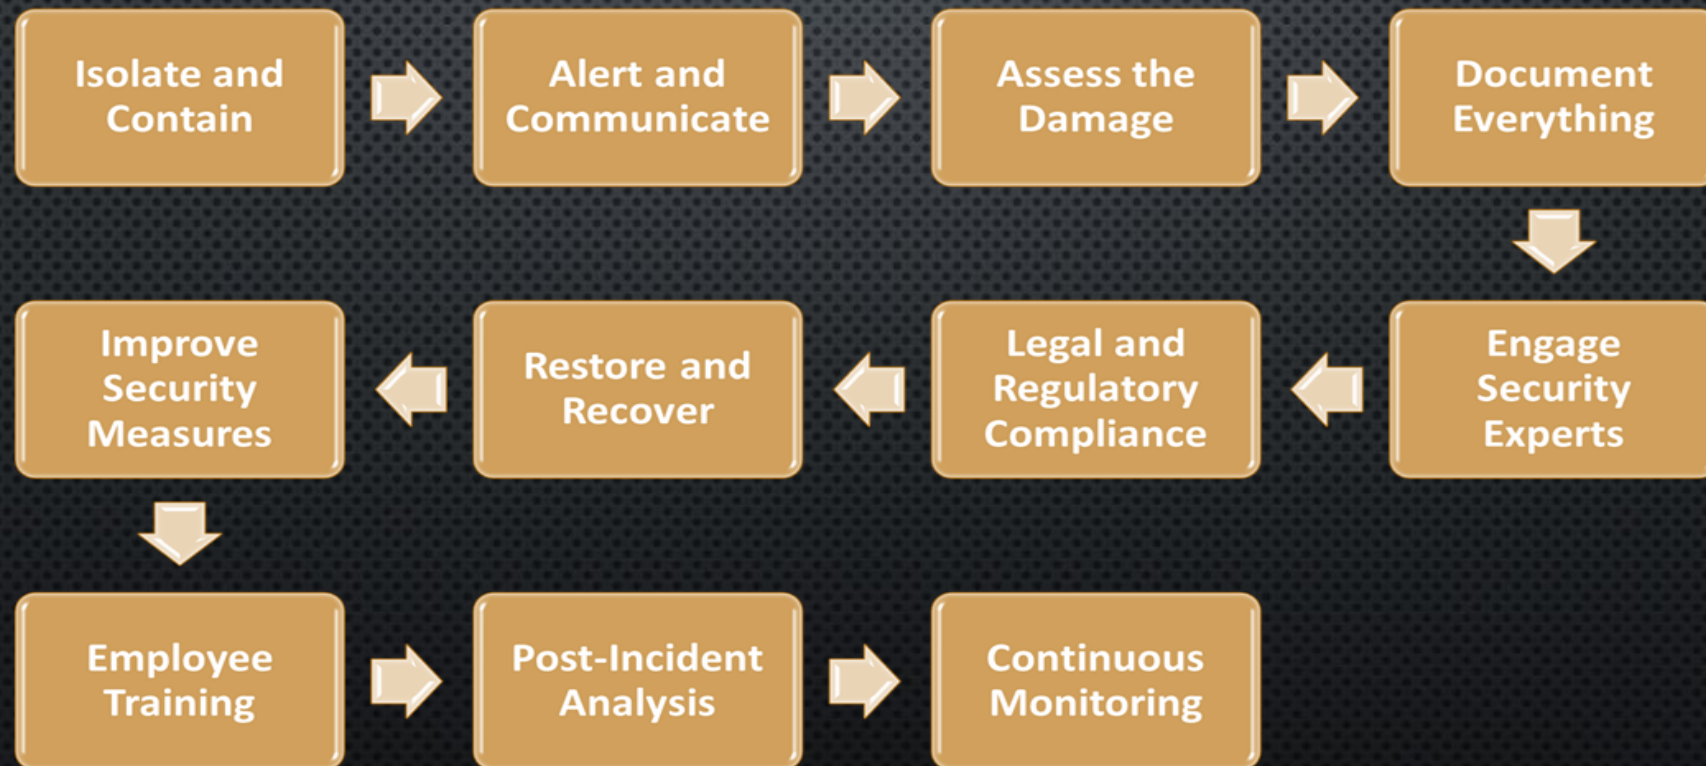 Isolate and
Contain
Alert and
Communicate
Assess the
Damage
Document
Everything
Engage
Security
Experts
Legal and
Regulatory
Compliance
Restore and
Recover
Improve
Security
Measures
Employee
Training
Post-Incident
Analysis
Continuous
Monitoring